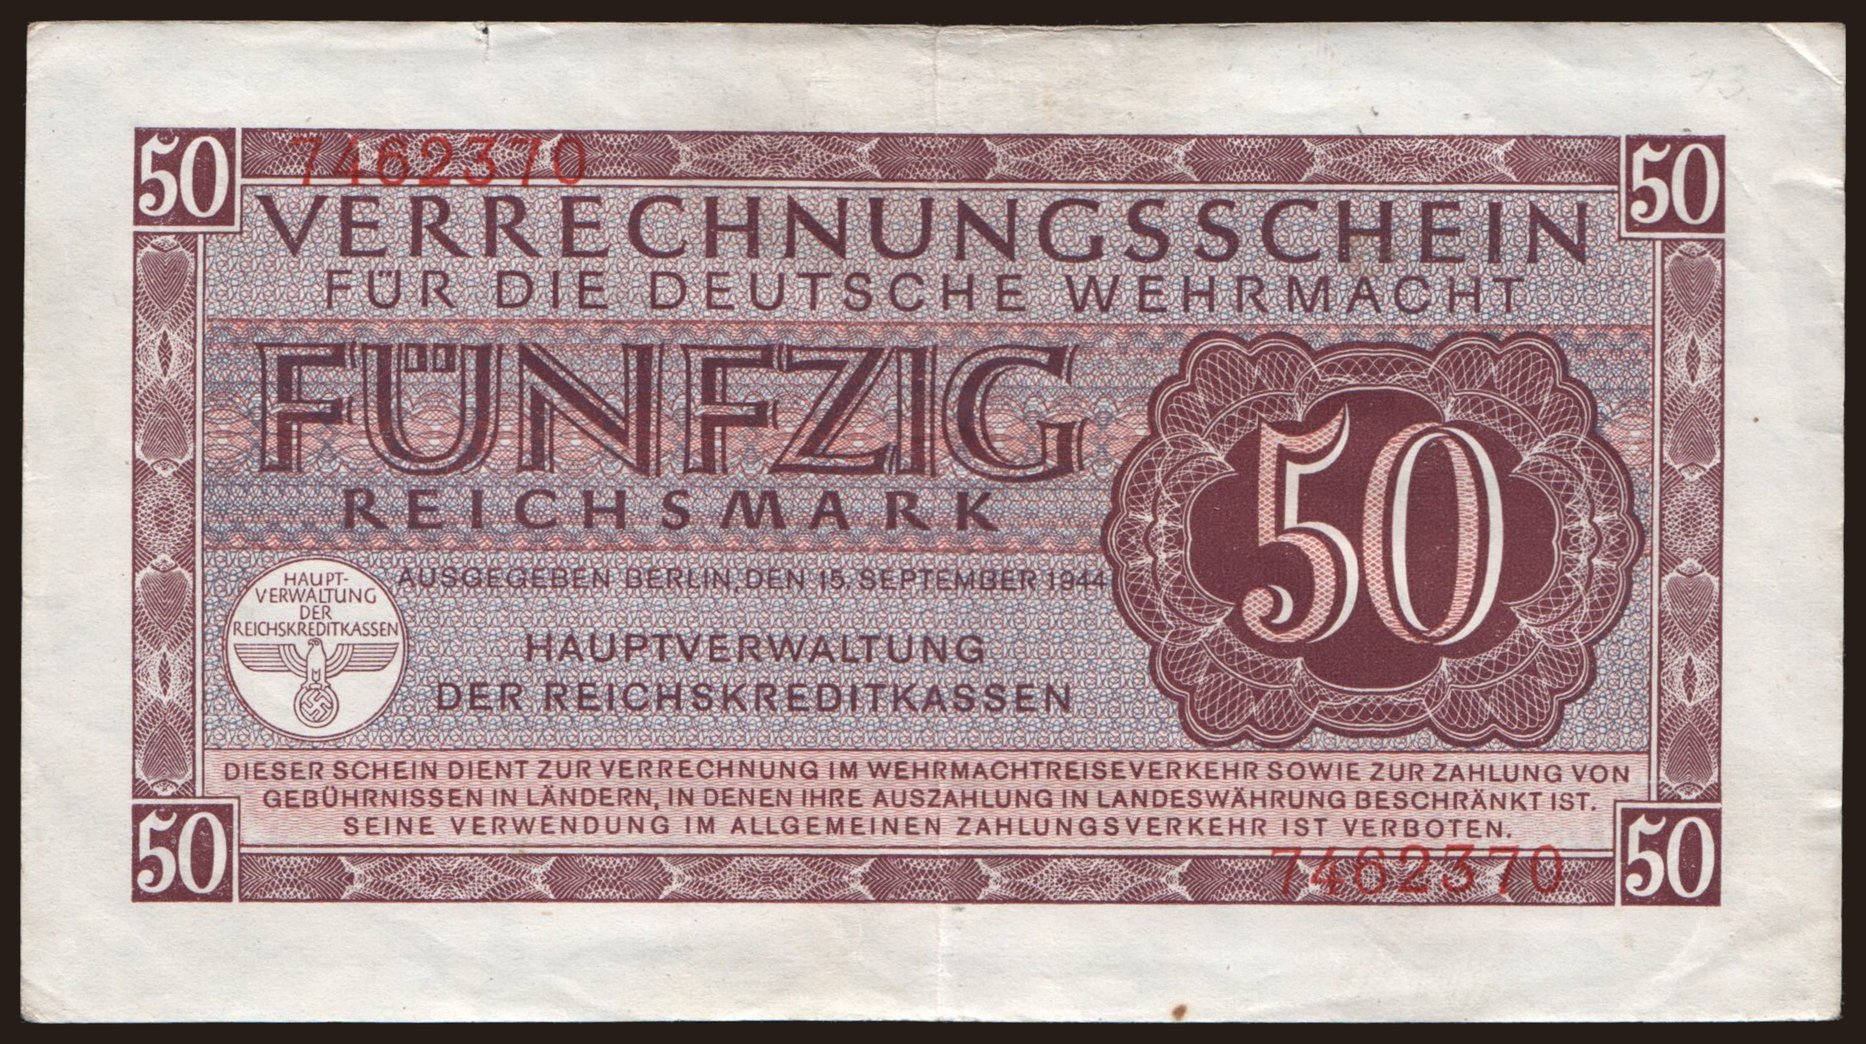 50
7462370
50
VERRECHNUNGSSCHEIN
FÜR DIE DEUTSCHE WEHRMACHT
FÜNFZIG
REICHSMARK
50
HAUPT-
VERWALTUNG
DER
REICHSKREDITKASSEN
AUSGEGEBEN BERLIN, DEN 15. SEPTEMBER 1944
HAUPTVERWALTUNG
DER REICHSKREDITKASSEN
DIESER SCHEIN DIENT ZUR VERRECHNUNG IM WEHRMACHTREISEVERKEHR SOWIE ZUR ZAHLUNG VON
GEBÜHRNISSEN IN LÄNDERN, IN DENEN IHRE AUSZAHLUNG IN LANDESWÄHRUNG BESCHRÄNKT IST.
SEINE VERWENDUNG IM ALLGEMEINEN ZAHLUNGSVERKEHR IST VERBOTEN.
50
7462370
50